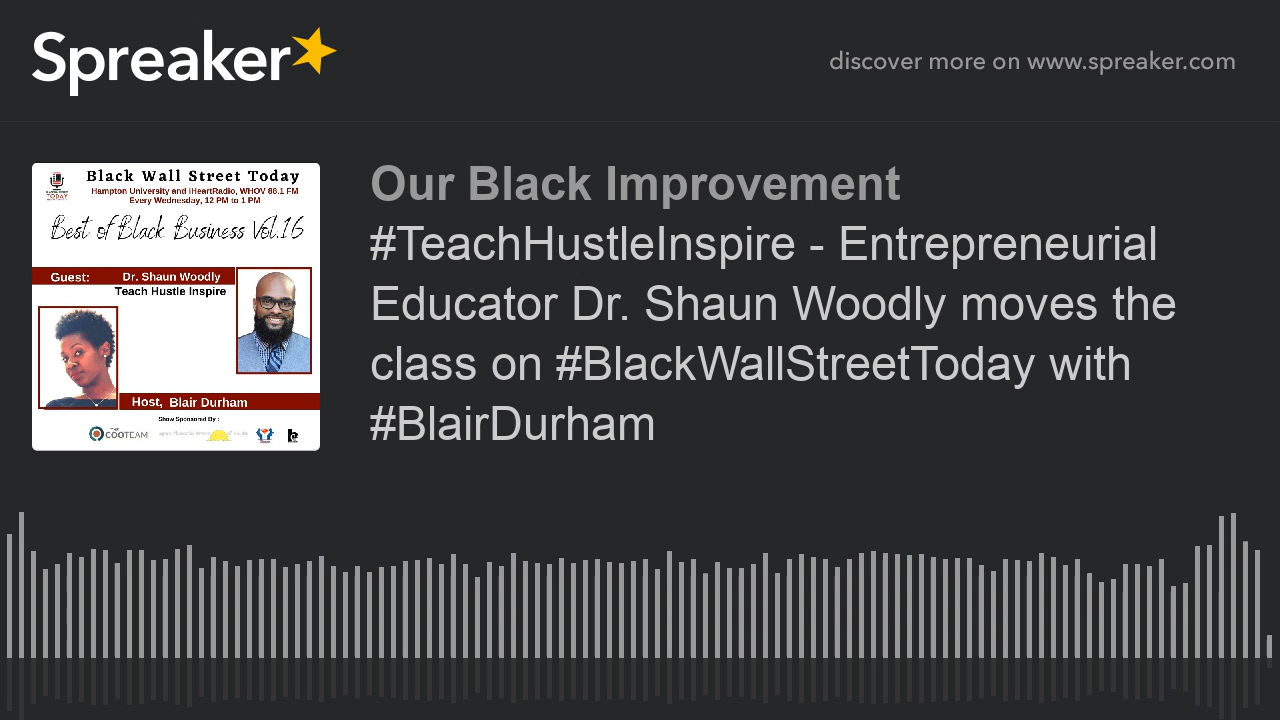 Spreaker
discover more on www.spreaker.com
Black Wall Street Today
Hampton University and iHeartRadio, WHOV 88.1 FM
Every Wednesday, 12 PM to 1 PM
TODAY
Best of Black Business Vol.16
Guest: Dr. Shaun Woodly
Teach Hustle Inspire
Host, Blair Durham
Show Sponsored By :
THE
COOTEAM
Our Black Improvement
#TeachHustleInspire - Entrepreneurial
Educator Dr. Shaun Woodly moves the
class on #BlackWallStreetToday with
#BlairDurham